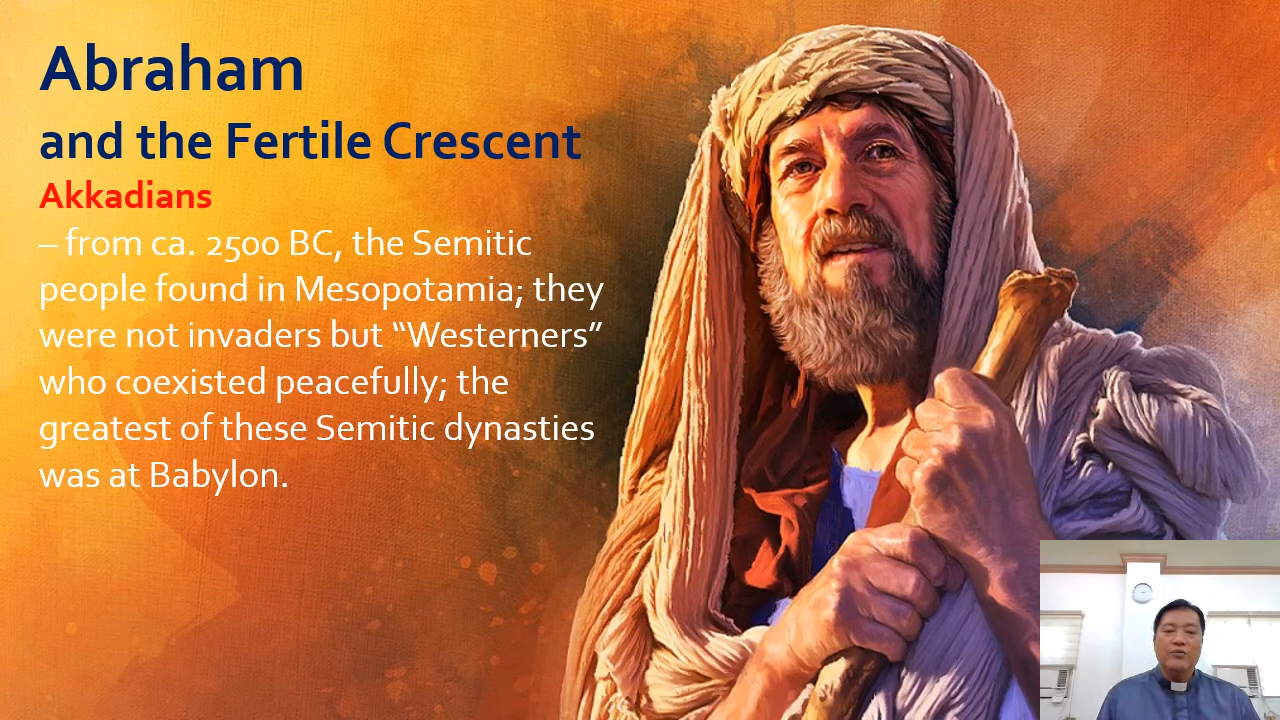 Abraham
and the Fertile Crescent
Akkadians
– from ca. 2500 BC, the Semitic
people found in Mesopotamia; they
were not invaders but “Westerners”
who coexisted peacefully; the
greatest of these Semitic dynasties
was at Babylon.